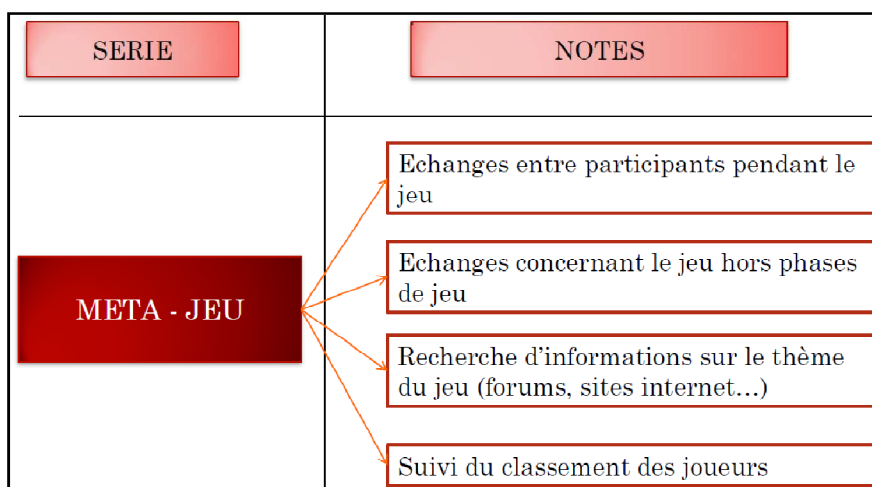 SERIE
NOTES
META - JEU
Echanges entre participants pendant le
jeu
Echanges concernant le jeu hors phases
de jeu
Recherche d’informations sur le thème
du jeu (forums, sites internet…)
Suivi du classement des joueurs